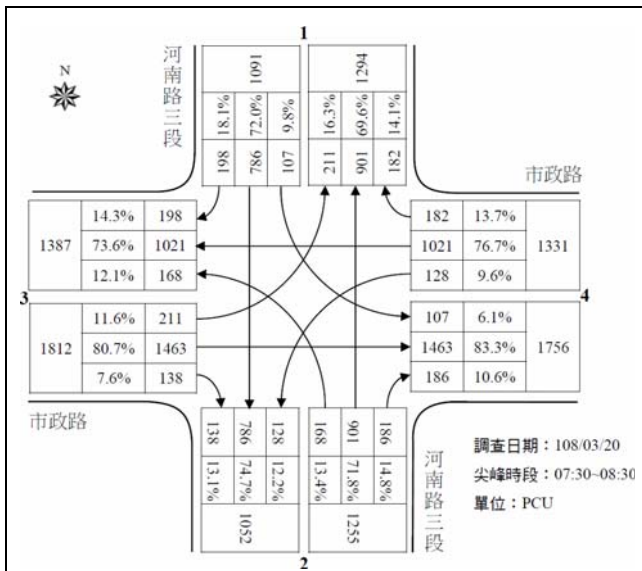 1
河南路三段
N
1091
18.1% 72.0% 9.8%
198 786 107
1294
16.3% 69.6% 14.1%
211 901 182
市政路
1387
14.3% 198
73.6% 1021
12.1% 168
182 13.7%
1021 76.7%
128 9.6%
1331
3
4
1812
11.6% 211
80.7% 1463
7.6% 138
107 6.1%
1463 83.3%
186 10.6%
1756
市政路
138 786 128
13.1% 74.7% 12.2%
1052
168 901 186
13.4% 71.8% 14.8%
1255
河南路三段
2
調查日期：108/03/20
尖峰時段：07:30~08:30
單位：PCU